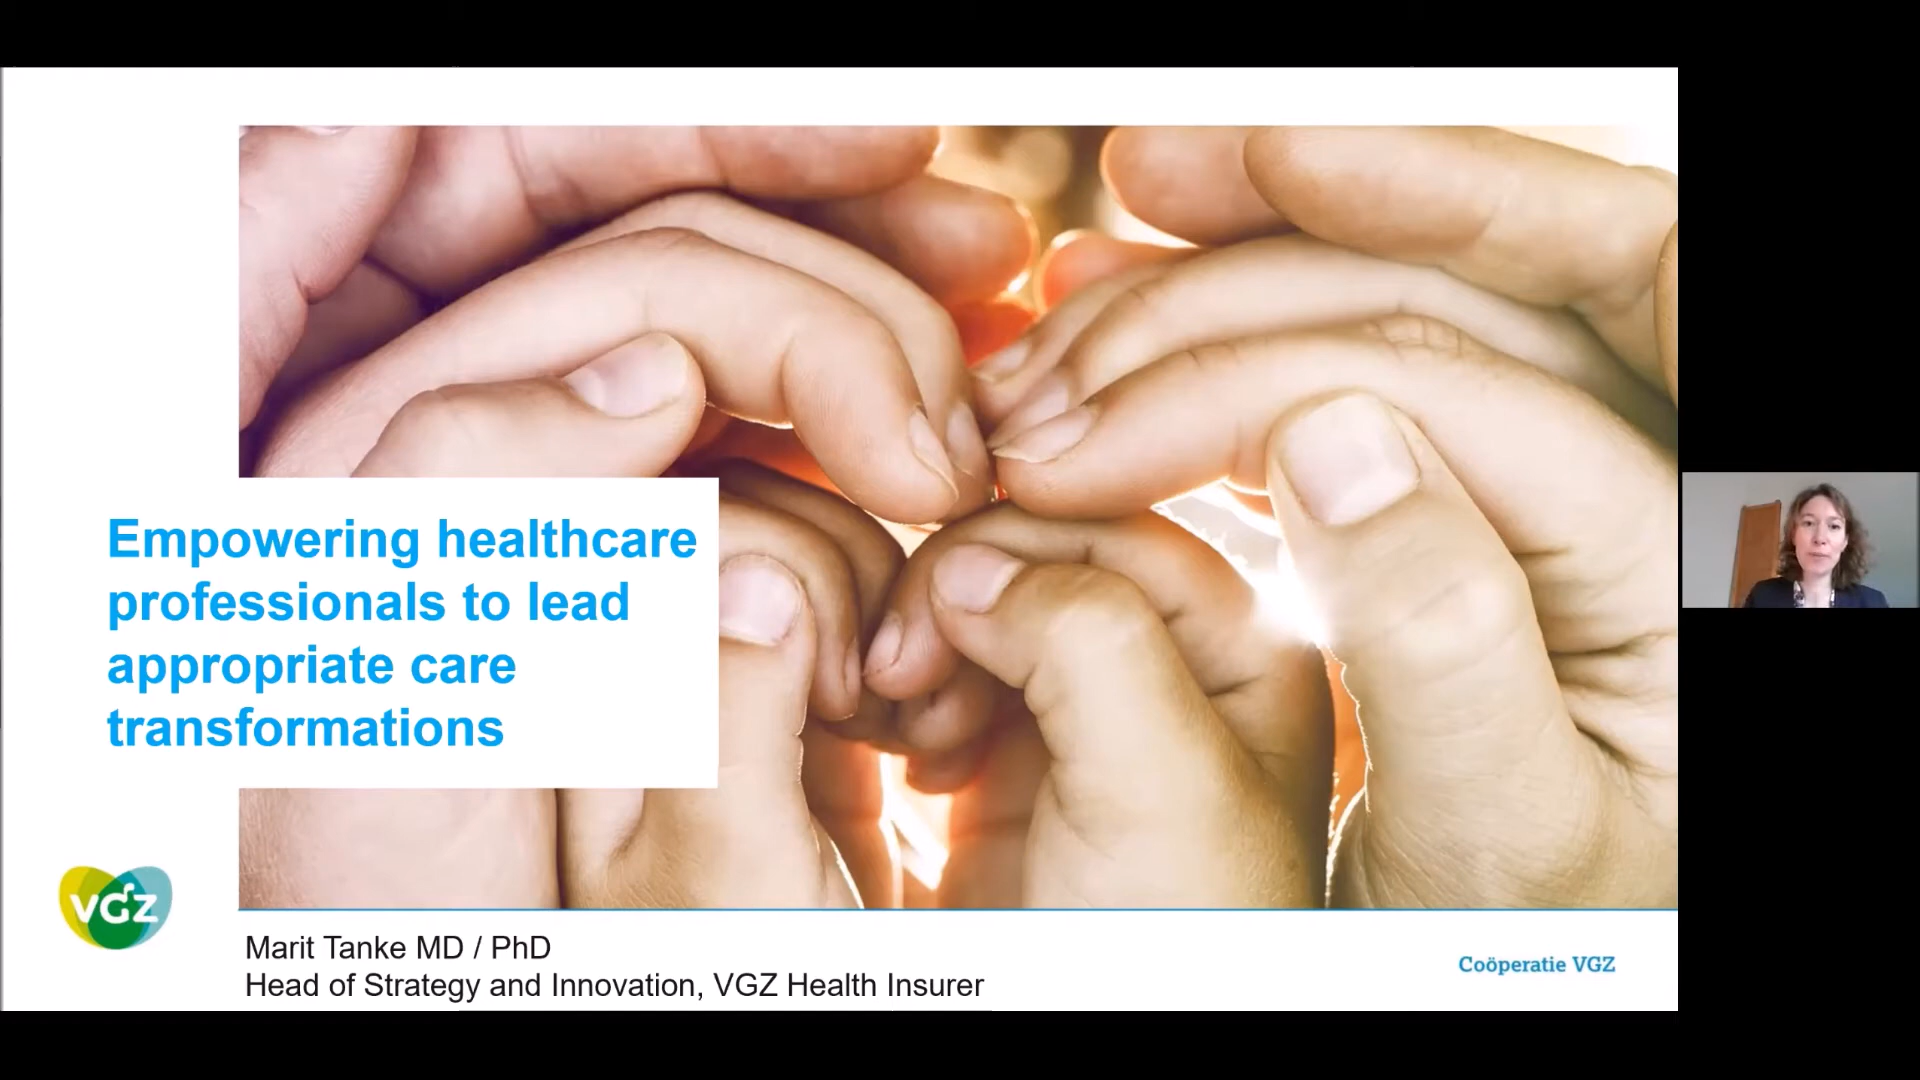 Empowering healthcare
professionals to lead
appropriate care
transformations
VGZ
Marit Tanke MD / PhD
Head of Strategy and Innovation, VGZ Health Insurer
Coöperatie VGZ